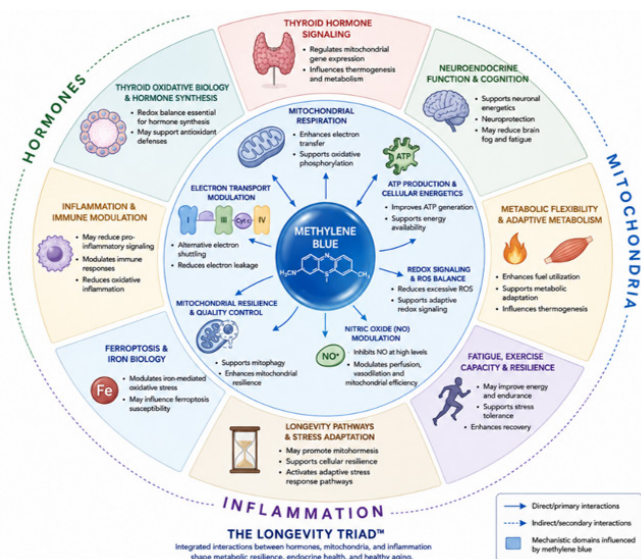 THYROID HORMONE
SIGNALING
• Regulates mitochondrial
gene expression
• Influences thermogenesis
and metabolism
NEUROENDOCRINE
FUNCTION & COGNITION
• Supports neuronal
energetics
• Neuroprotection
• May reduce brain
fog and fatigue
METABOLIC FLEXIBILITY
& ADAPTIVE METABOLISM
• Enhances fuel utilization
• Supports metabolic
adaptation
• Influences thermogenesis
FATIGUE, EXERCISE
CAPACITY & RESILIENCE
• May improve energy
and endurance
• Supports stress
tolerance
• Enhances recovery
LONGEVITY PATHWAYS
& STRESS ADAPTATION
• May promote mitohormesis
• Supports cellular resilience
• Activates adaptive stress
response pathways
FERROPTOSIS &
IRON BIOLOGY
Fe
• Modulates iron-mediated
oxidative stress
• May influence ferroptosis
susceptibility
INFLAMMATION &
IMMUNE MODULATION
• May reduce pro-
inflammatory signaling
• Modulates immune
responses
• Reduces oxidative
inflammation
THYROID OXIDATIVE BIOLOGY
& HORMONE SYNTHESIS
• Redox balance essential
for hormone synthesis
• May support antioxidant
defenses
HORMONES
MITOCHONDRIA
INFLAMMATION
MITOCHONDRIAL
RESPIRATION
• Enhances electron
transfer
• Supports oxidative
phosphorylation
ATP
ATP PRODUCTION &
CELLULAR ENERGETICS
• Improves ATP generation
• Supports energy
availability
REDOX SIGNALING
& ROS BALANCE
• Reduces excessive ROS
• Supports adaptive
redox signaling
NITRIC OXIDE (NO)
MODULATION
NO•
• Inhibits NO at high levels
• Modulates perfusion,
vasodilation and
mitochondrial efficiency
MITOCHONDRIAL RESILIENCE
& QUALITY CONTROL
• Supports mitophagy
• Enhances mitochondrial
resilience
ELECTRON TRANSPORT
MODULATION
I III Cyt c IV
• Alternative electron
shuttling
• Reduces electron leakage
METHYLENE
BLUE
N
S
THE LONGEVITY TRIAD™
Integrated interactions between hormones, mitochondria, and inflammation
shape metabolic resilience, endocrine health, and healthy aging.
Direct/primary interactions
Indirect/secondary interactions
Mechanistic domains influenced
by methylene blue